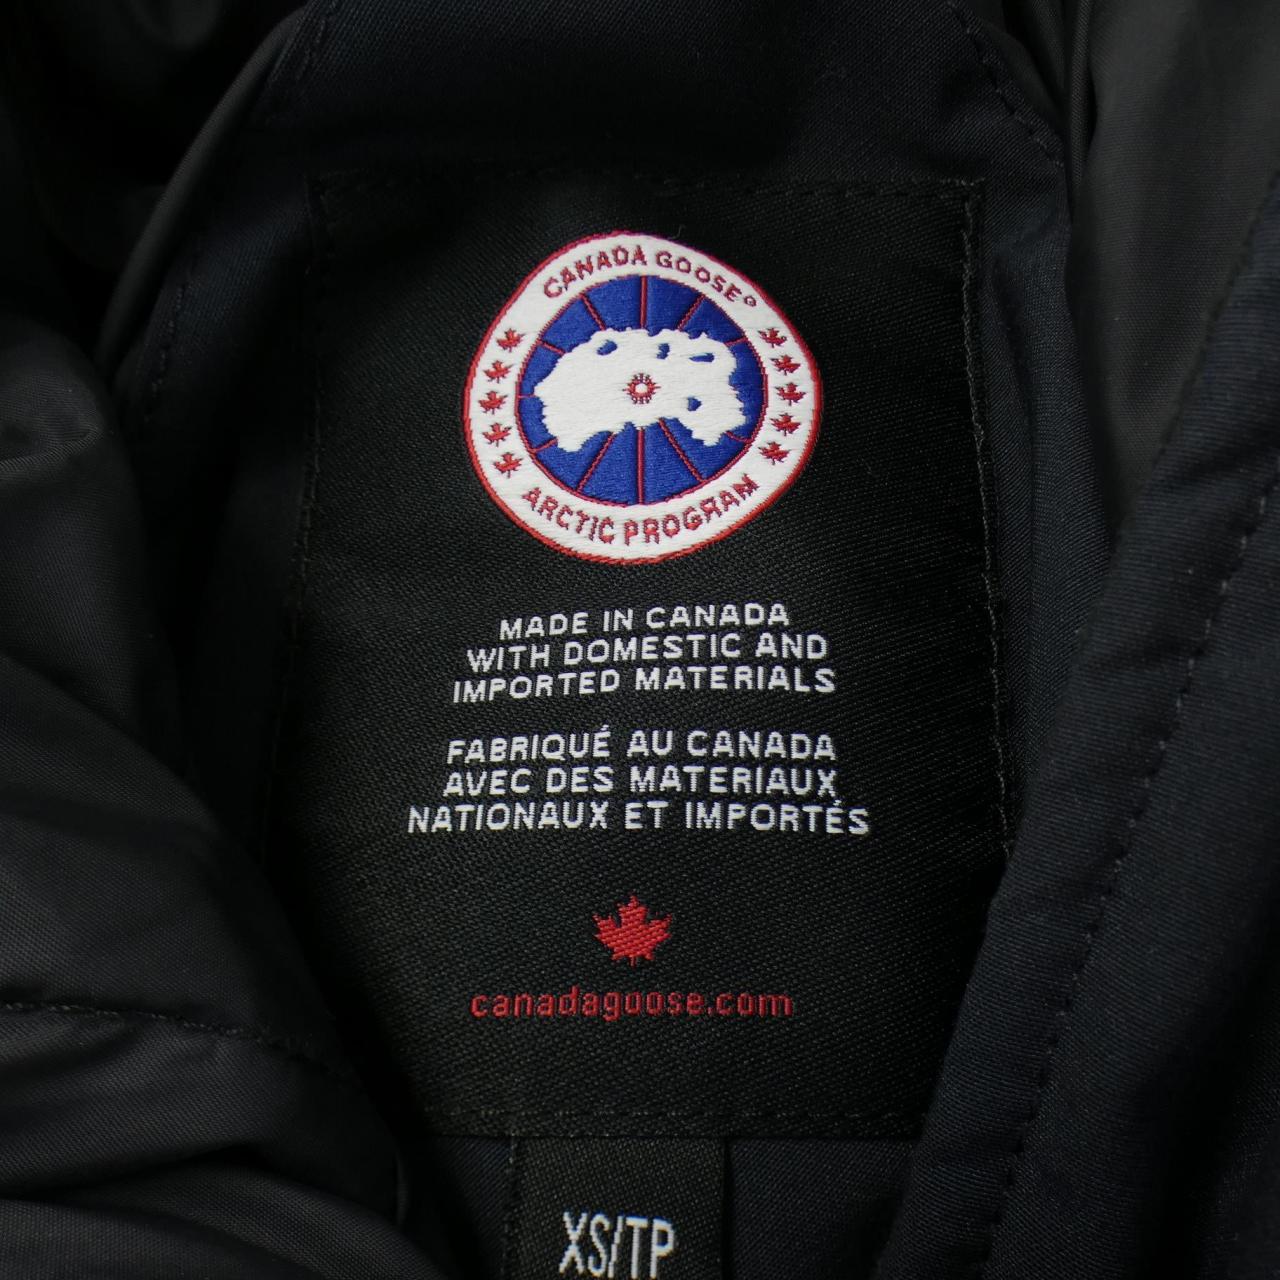 CANADA GOOSE®
ARCTIC PROGRAM
MADE IN CANADA
WITH DOMESTIC AND
IMPORTED MATERIALS
FABRIQUÉ AU CANADA
AVEC DES MATERIAUX
NATIONAUX ET IMPORTÉS
canadagoose.com
XS/TP